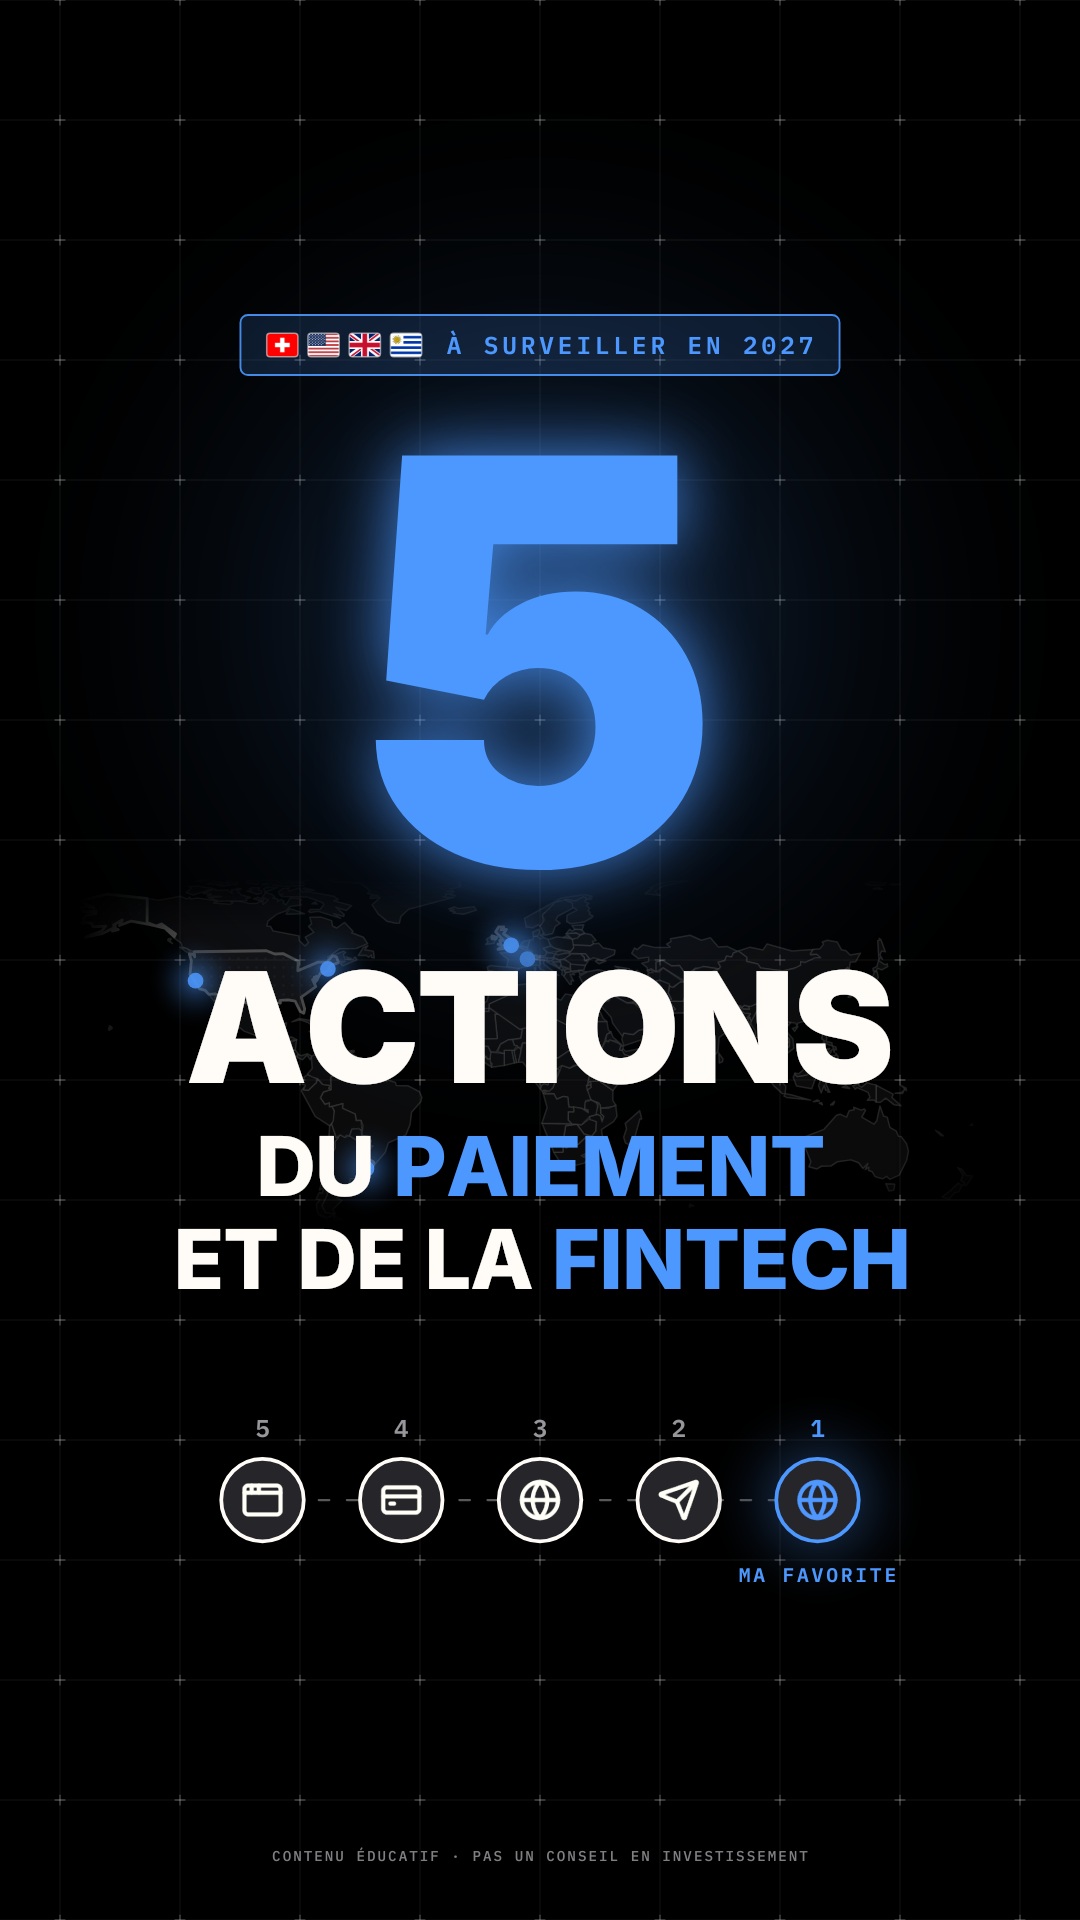 À SURVEILLER EN 2027
5
ACTIONS
DU PAIEMENT
ET DE LA FINTECH
5 4 3 2 1
MA FAVORITE
CONTENU ÉDUCATIF · PAS UN CONSEIL EN INVESTISSEMENT